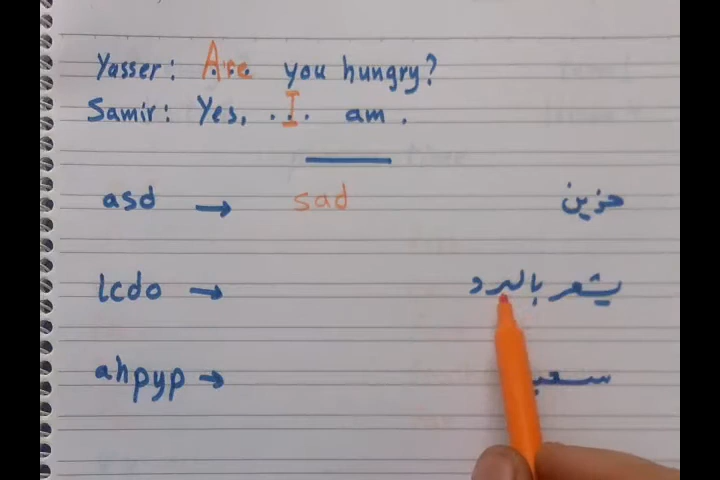 Yasser: Are you hungry?
Samir: Yes, I am.
asd → sad حزين
lcdo → يشعر بالبرد
ahpyp →